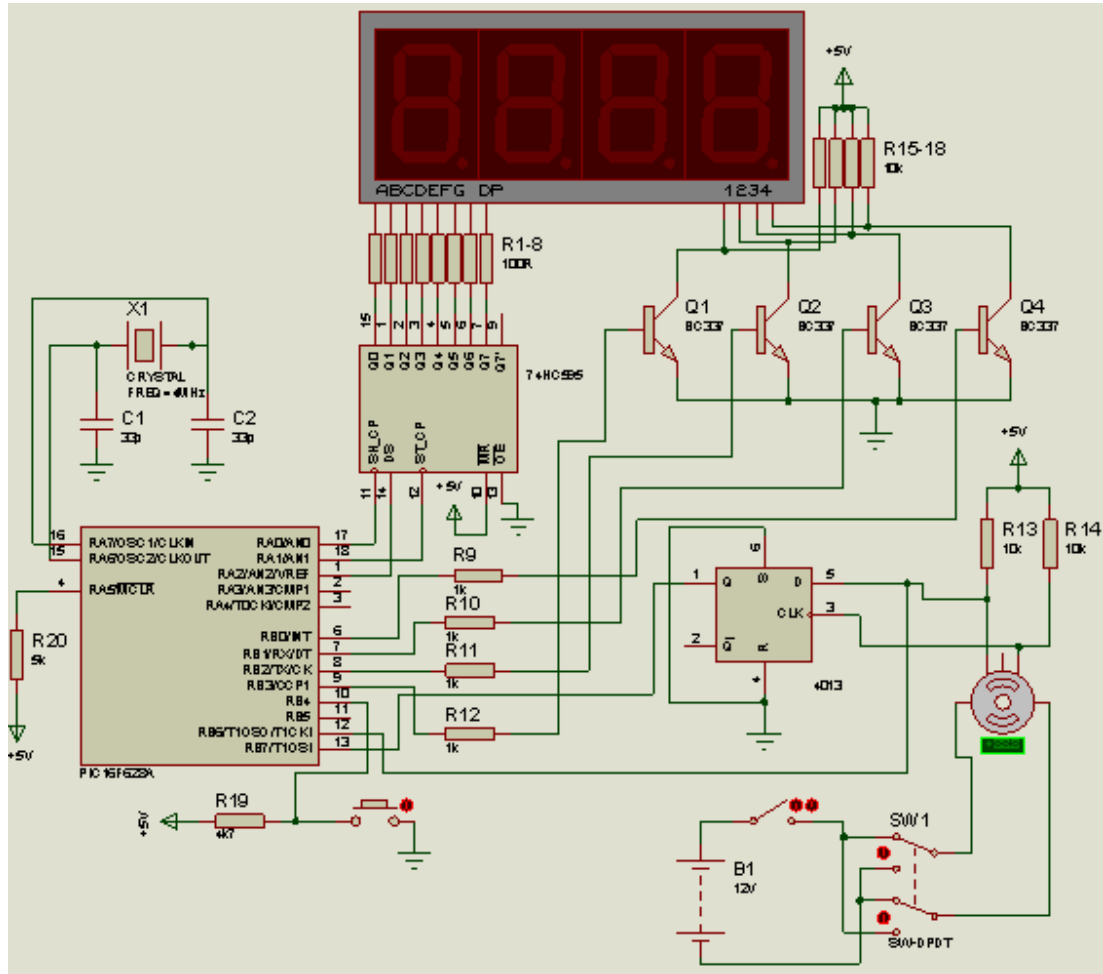 +5V
R15-18
10k
ABCDEFG DP
1234
R1-8
100R
X1
CRYSTAL
FREQ=4MHz
C1
33p
C2
33p
15 1 2 3 4 5 6 7 9
Q0 Q1 Q2 Q3 Q4 Q5 Q6 Q7 Q7'
74HC595
SH_CP DS ST_CP MR OE
11 14 12 10 13
+5V
Q1
BC337
Q2
BC337
Q3
BC337
Q4
BC337
+5V
R13
10k
R14
10k
16 RA7/OSC1/CLKIN
15 RA6/OSC2/CLKOUT
4 RA5/MCLR
RA0/AN0 17
RA1/AN1 18
RA2/AN2/VREF 1
RA3/AN3/CMP1 2
RA4/T0CKI/CMP2 3
RB0/INT 6
RB1/RX/DT 7
RB2/TX/CK 8
RB3/CCP1 9
RB4 10
RB5 11
RB6/T1OSO/T1CKI 12
RB7/T1OSI 13
PIC16F628A
R20
5k
+5V
R9
1k
R10
1k
R11
1k
R12
1k
6
S
1 Q
D 5
CLK 3
2 Q
R
4
4013
+5V
R19
4k7
B1
12V
SW1
SW-DPDT